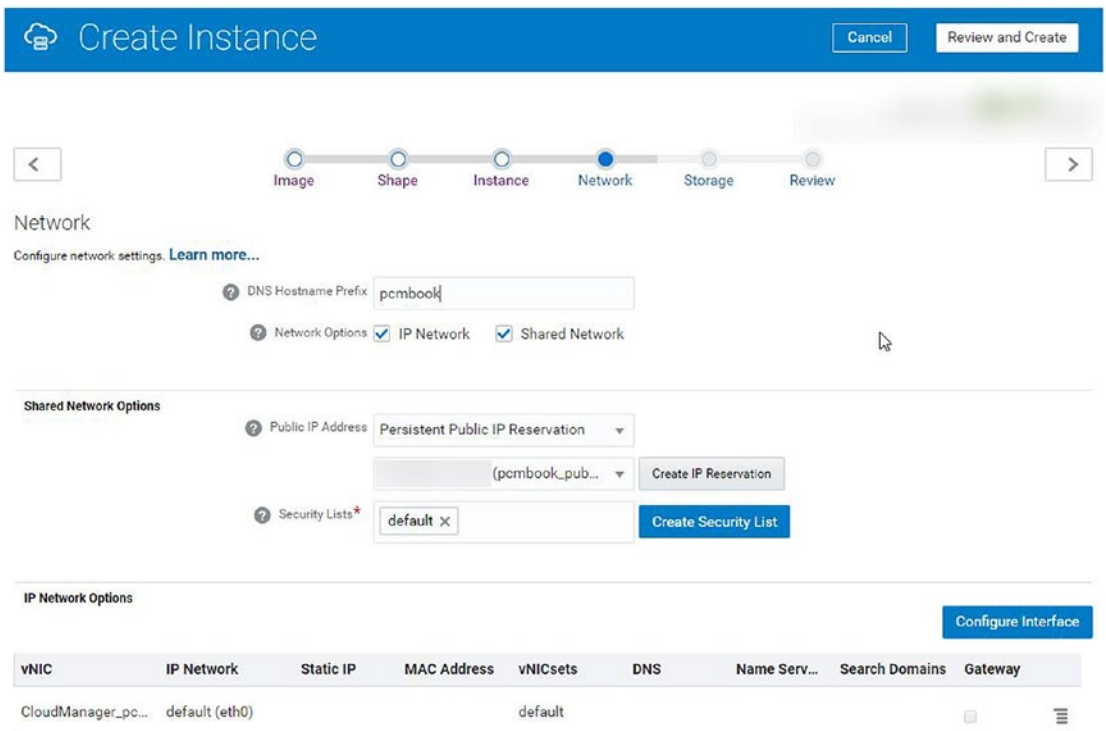 Create Instance Cancel Review and Create
< >
Image Shape Instance Network Storage Review
Network
Configure network settings. Learn more...
? DNS Hostname Prefix pcmbook
? Network Options IP Network Shared Network
Shared Network Options
? Public IP Address Persistent Public IP Reservation
(pcmbook_pub... Create IP Reservation
? Security Lists* default × Create Security List
IP Network Options
Configure Interface
vNIC IP Network Static IP MAC Address vNICsets DNS Name Serv... Search Domains Gateway
CloudManager_pc... default (eth0) default